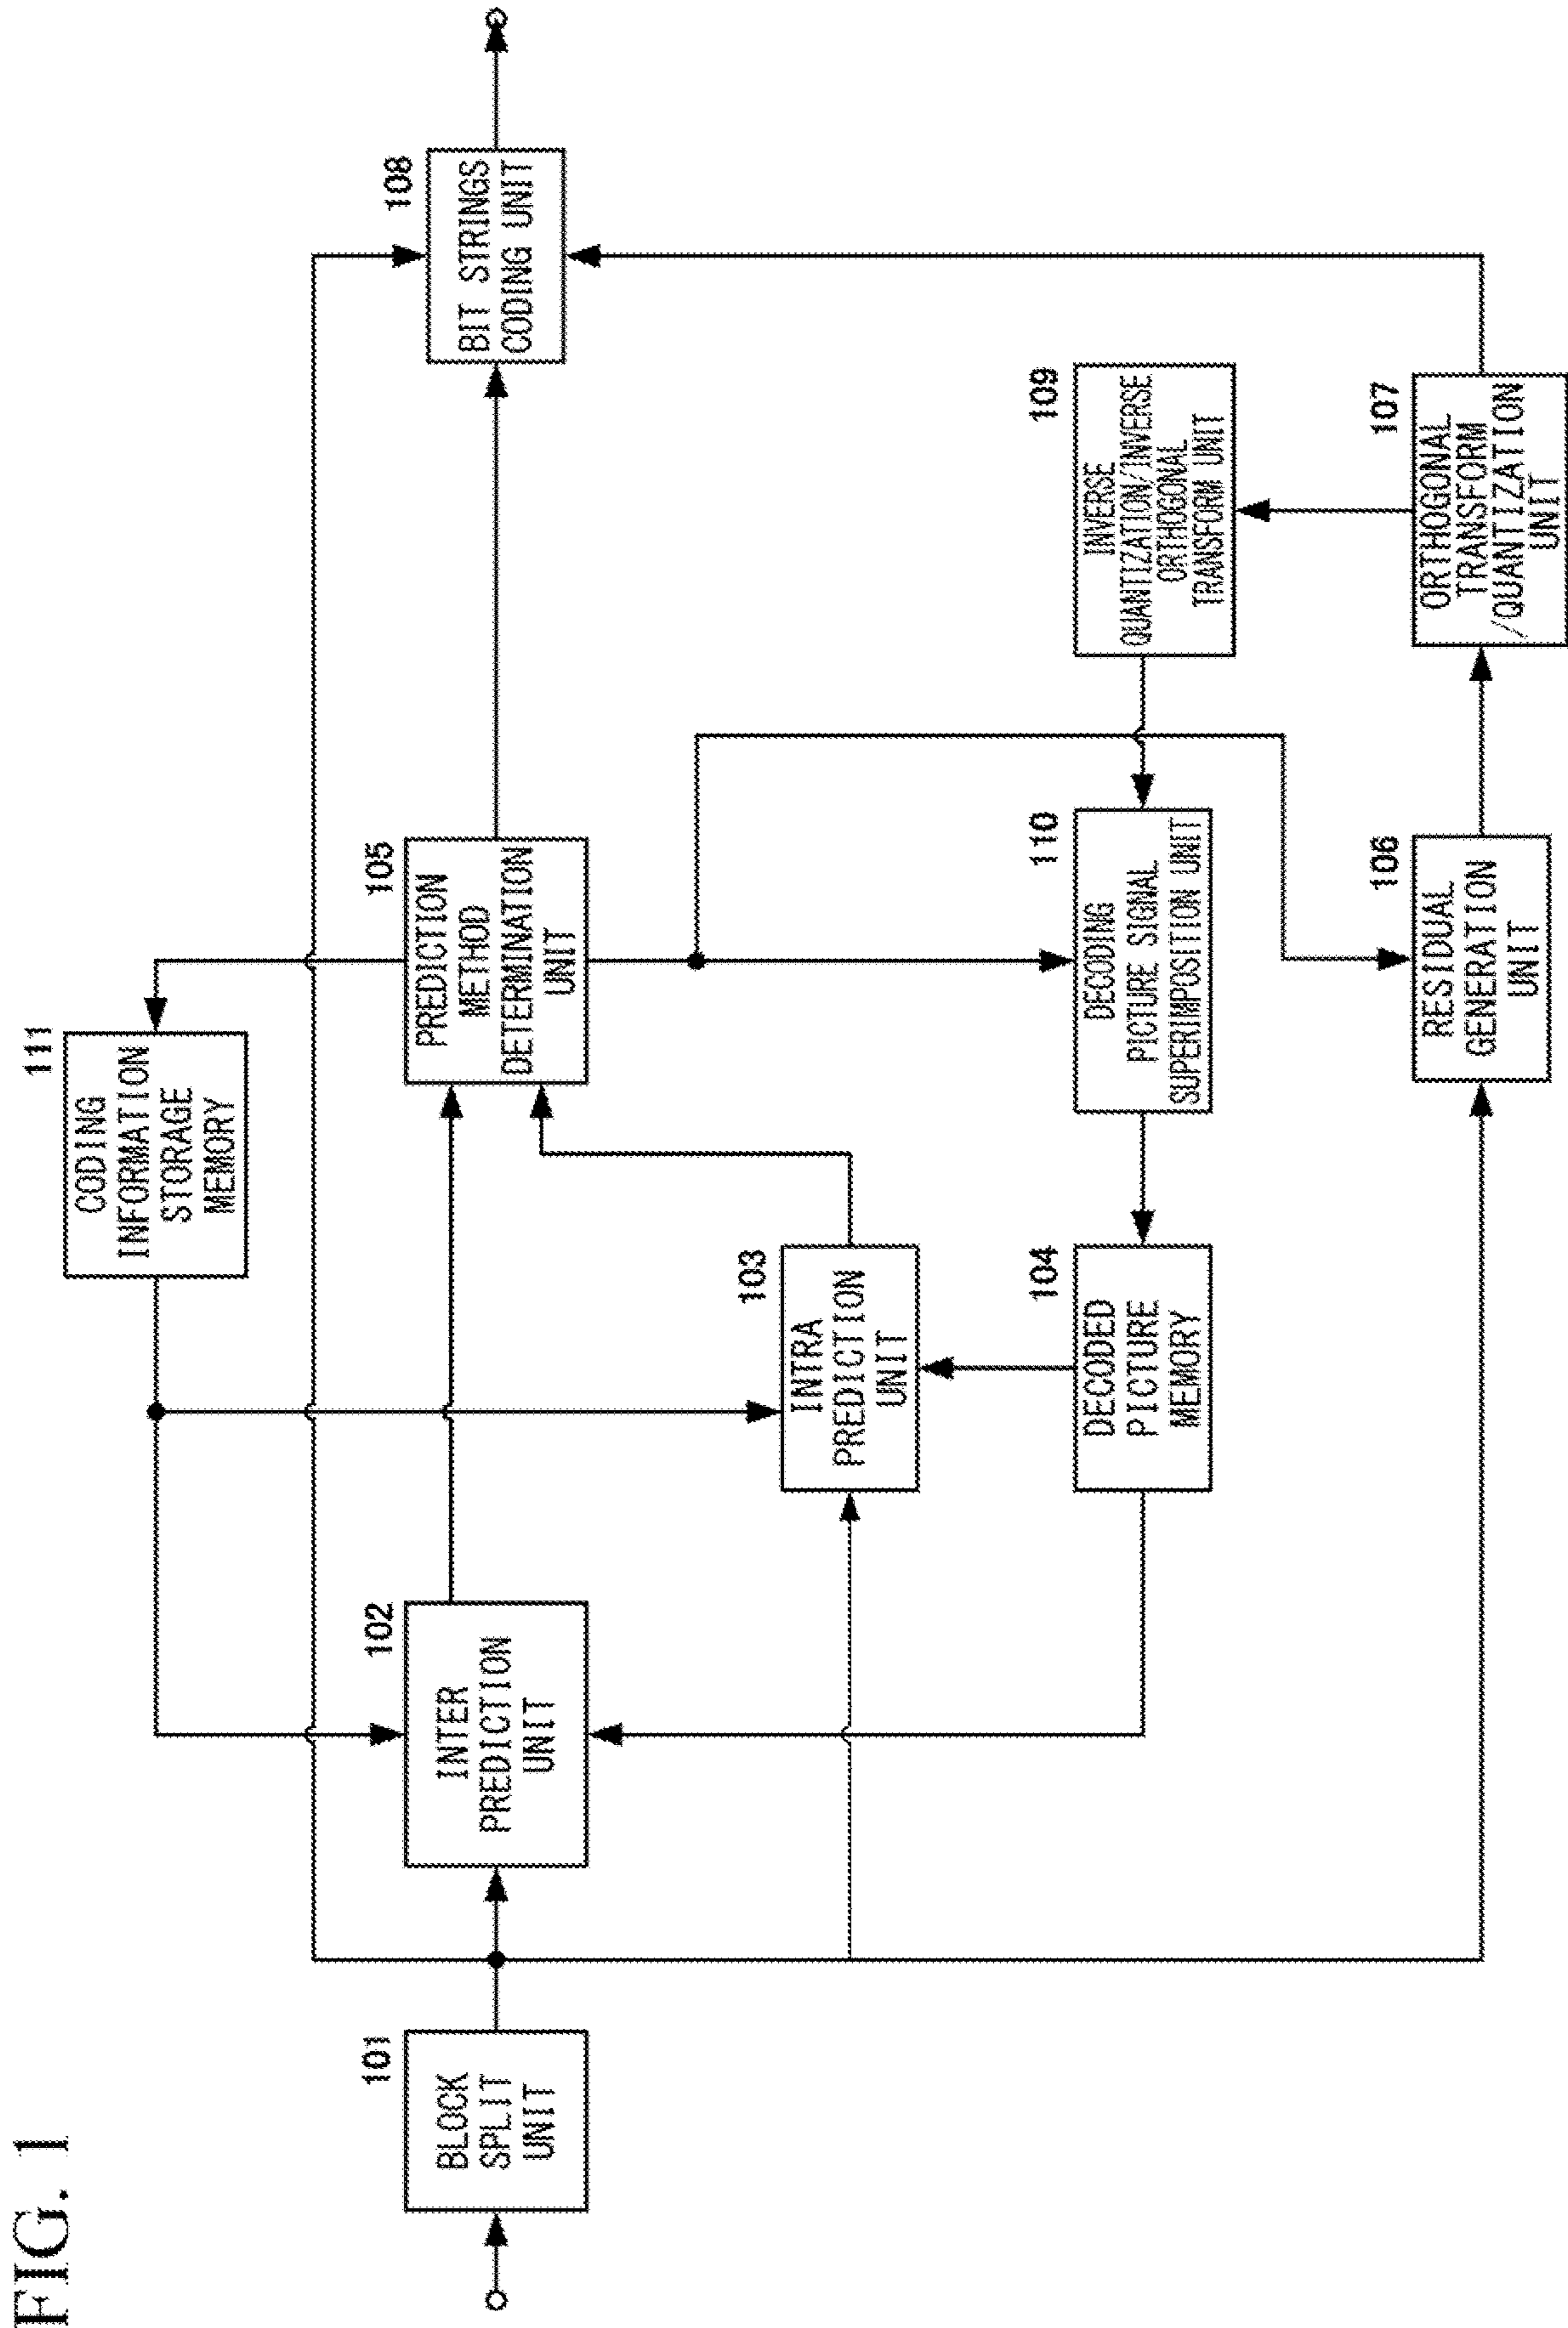 FIG. 1
111
CODING
INFORMATION
STORAGE
MEMORY
101
BLOCK
SPLIT
UNIT
102
INTER
PREDICTION
UNIT
105
PREDICTION
METHOD
DETERMINATION
UNIT
108
BIT STRINGS
CODING UNIT
103
INTRA
PREDICTION
UNIT
104
DECODED
PICTURE
MEMORY
110
DECODING
PICTURE SIGNAL
SUPERIMPOSITION UNIT
109
INVERSE
QUANTIZATION/INVERSE
ORTHOGONAL
TRANSFORM UNIT
106
RESIDUAL
GENERATION
UNIT
107
ORTHOGONAL
TRANSFORM
/QUANTIZATION
UNIT